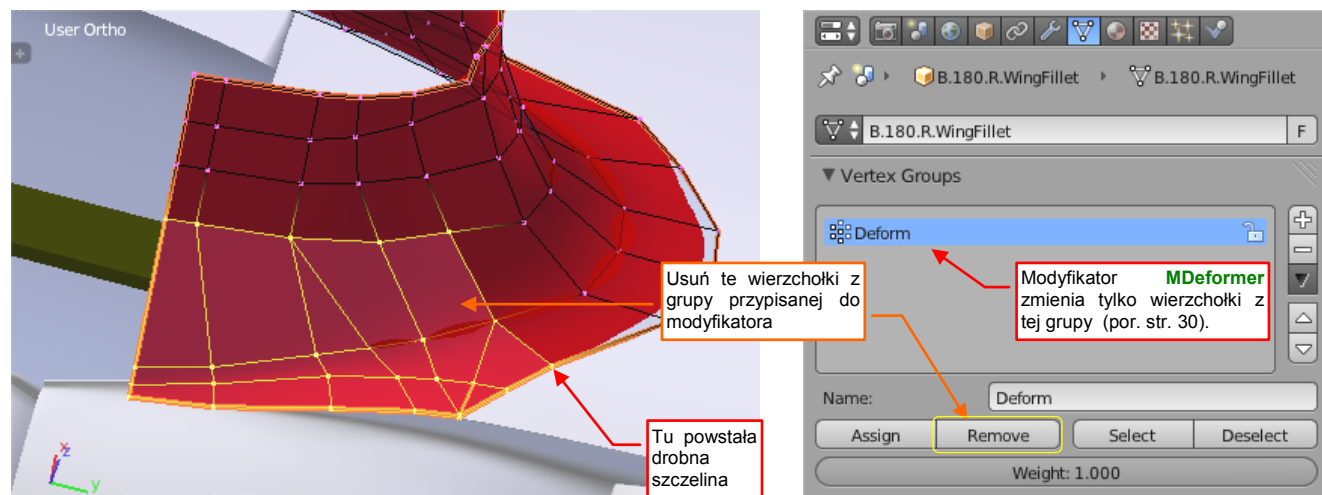 User Ortho
x
z
y
Usuń te wierzchołki z
grupy przypisanej do
modyfikatora
Tu powstała
drobna
szczelina
B.180.R.WingFillet
B.180.R.WingFillet
B.180.R.WingFillet
F
Vertex Groups
Deform
Modyfikator MDeformer
zmienia tylko wierzchołki z
tej grupy (por. str. 30).
Name:
Deform
Assign
Remove
Select
Deselect
Weight: 1.000